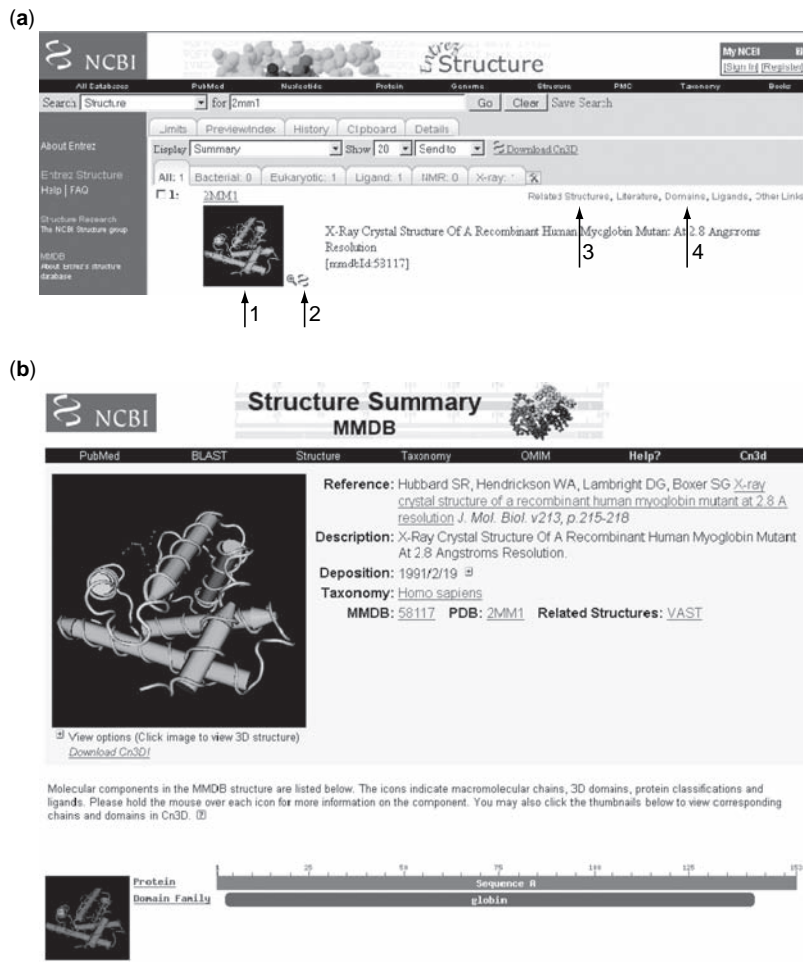 (a)
NCBI
Entrez
Structure
My NCBI
[Sign In] [Register]
All Databases PubMed Nucleotide Protein Genome Structure PMC Taxonomy Books
Search Structure for 2mm1 Go Clear Save Search
Limits Preview/Index History Clipboard Details
Display Summary Show 20 Send to Download Cn3D
All: 1 Bacterial: 0 Eukaryotic: 1 Ligand: 1 NMR: 0 X-ray:
1: 2MM1
Related Structures, Literature, Domains, Ligands, Other Links
About Entrez
Entrez Structure
Help | FAQ
Structure Research
The NCBI Structure group
MMDB
About Entrez's structure
database
X-Ray Crystal Structure Of A Recombinant Human Myoglobin Mutant At 2.8 Angstroms
Resolution
[mmdbId:58117]
1
2
3
4
(b)
NCBI
Structure Summary
MMDB
PubMed BLAST Structure Taxonomy OMIM Help? Cn3d
Reference: Hubbard SR, Hendrickson WA, Lambright DG, Boxer SG X-ray
crystal structure of a recombinant human myoglobin mutant at 2.8 A
resolution J. Mol. Biol. v213, p.215-218
Description: X-Ray Crystal Structure Of A Recombinant Human Myoglobin Mutant
At 2.8 Angstroms Resolution.
Deposition: 1991/2/19
Taxonomy: Homo sapiens
MMDB: 58117 PDB: 2MM1 Related Structures: VAST
View options (Click image to view 3D structure)
Download Cn3D!
Molecular components in the MMDB structure are listed below. The icons indicate macromolecular chains, 3D domains, protein classifications and
ligands. Please hold the mouse over each icon for more information on the component. You may also click the thumbnails below to view corresponding
chains and domains in Cn3D.
1 25 50 75 100 125 153
Protein Sequence A
Domain Family globin